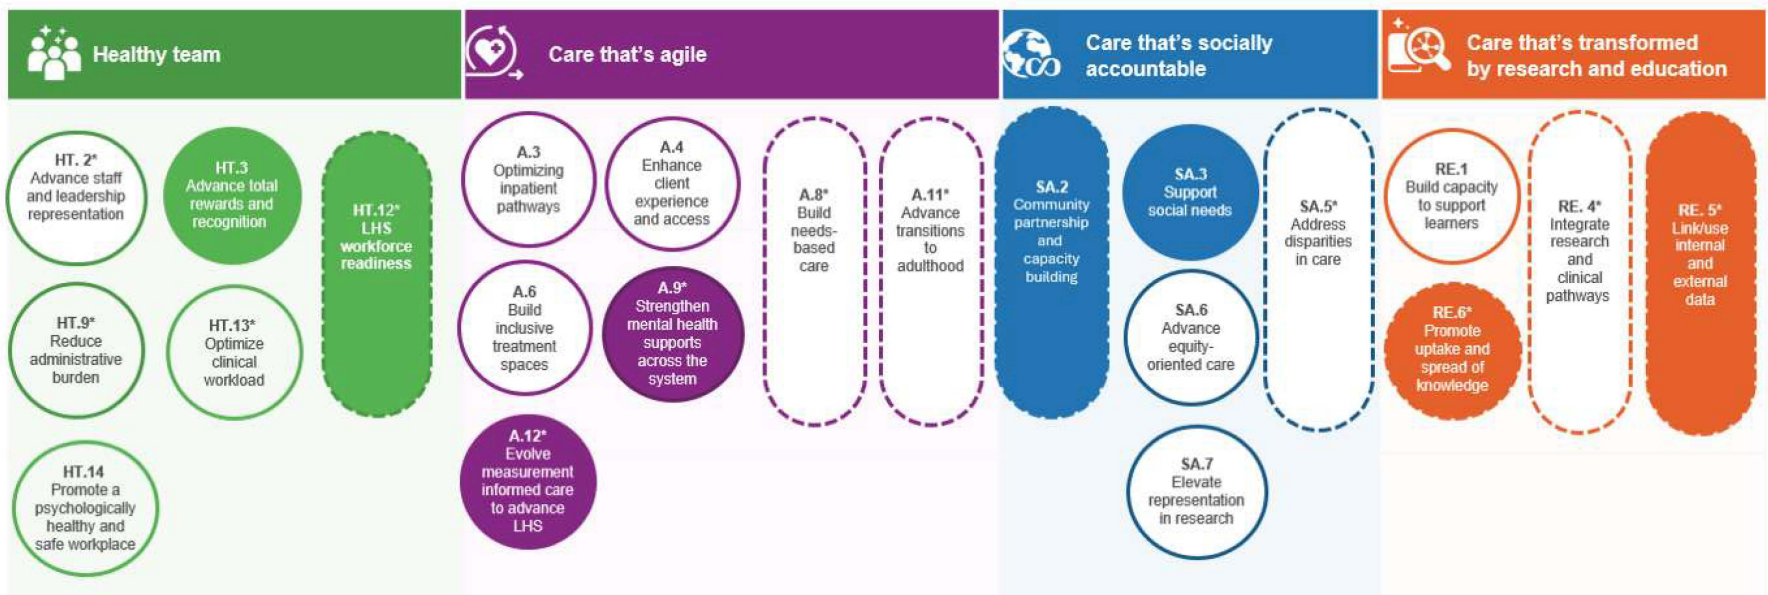 Healthy team
HT. 2*
Advance staff
and leadership
representation
HT.3
Advance total
rewards and
recognition
HT.12*
LHS
workforce
readiness
HT.9*
Reduce
administrative
burden
HT.13*
Optimize
clinical
workload
HT.14
Promote a
psychologically
healthy and
safe workplace
Care that's agile
A.3
Optimizing
inpatient
pathways
A.4
Enhance
client
experience
and access
A.8*
Build
needs-
based
care
A.11*
Advance
transitions
to
adulthood
A.6
Build
inclusive
treatment
spaces
A.9*
Strengthen
mental health
supports
across the
system
A.12*
Evolve
measurement
informed care
to advance
LHS
Care that's socially
accountable
SA.2
Community
partnership
and
capacity
building
SA.3
Support
social needs
SA.5*
Address
disparities
in care
SA.6
Advance
equity-
oriented care
SA.7
Elevate
representation
in research
Care that's transformed
by research and education
RE.1
Build capacity
to support
learners
RE. 4*
Integrate
research
and
clinical
pathways
RE. 5*
Link/use
internal
and
external
data
RE.6*
Promote
uptake and
spread of
knowledge